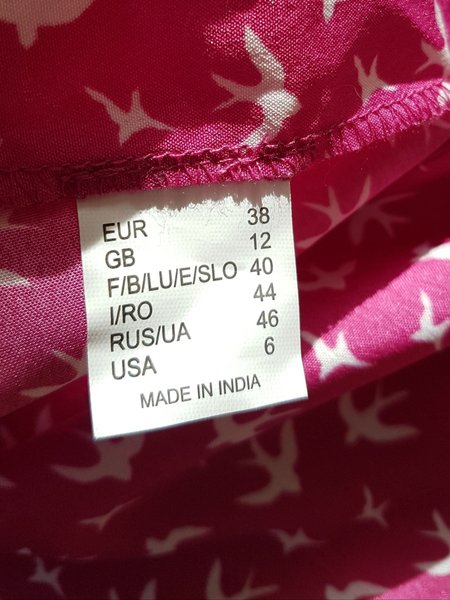 EUR 38
GB 12
F/B/LU/E/SLO 40
I/RO 44
RUS/UA 46
USA 6
MADE IN INDIA